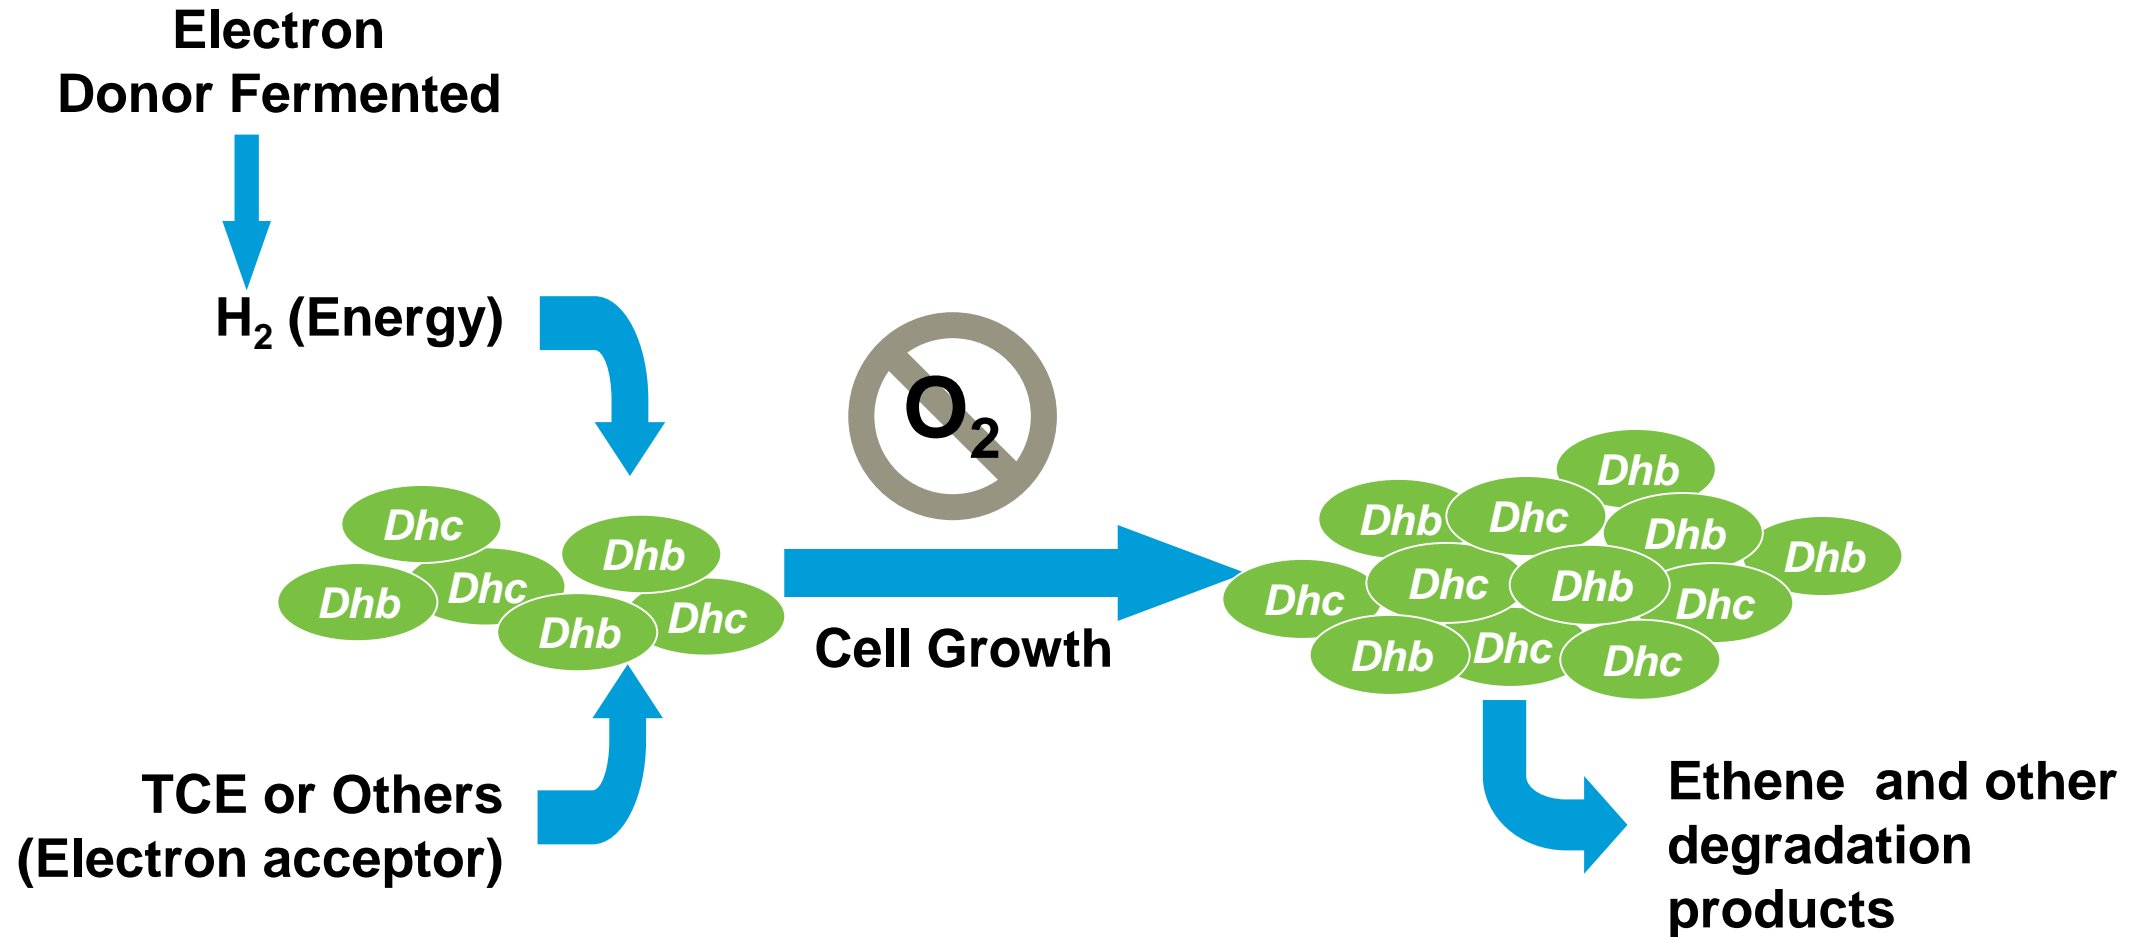 Electron
Donor Fermented
H₂ (Energy)
O₂
Dhc
Dhb
Dhb
Dhc
Dhb
Dhc
Dhb
Cell Growth
Dhb
Dhb
Dhc
Dhb
Dhb
Dhc
Dhc
Dhb
Dhc
Dhb
Dhc
Dhc
TCE or Others
(Electron acceptor)
Ethene and other
degradation
products